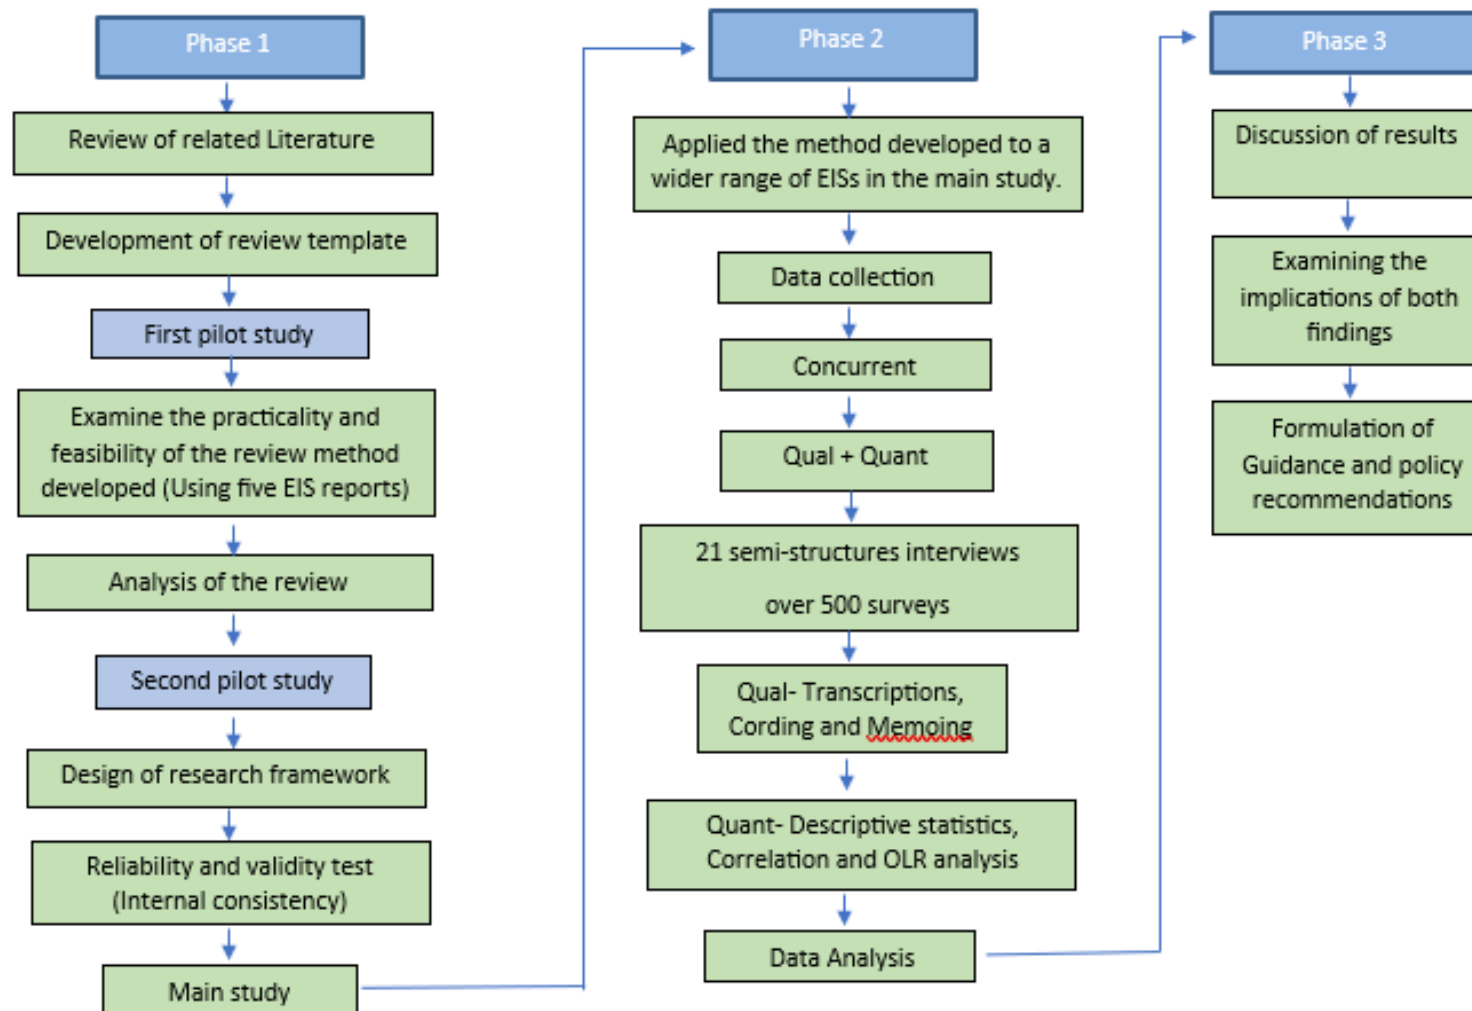 Phase 1
Review of related Literature
Development of review template
First pilot study
Examine the practicality and
feasibility of the review method
developed (Using five EIS reports)
Analysis of the review
Second pilot study
Design of research framework
Reliability and validity test
(Internal consistency)
Main study
Phase 2
Applied the method developed to a
wider range of EISs in the main study.
Data collection
Concurrent
Qual + Quant
21 semi-structures interviews
over 500 surveys
Qual- Transcriptions,
Cording and Memoing
Quant- Descriptive statistics,
Correlation and OLR analysis
Data Analysis
Phase 3
Discussion of results
Examining the
implications of both
findings
Formulation of
Guidance and policy
recommendations